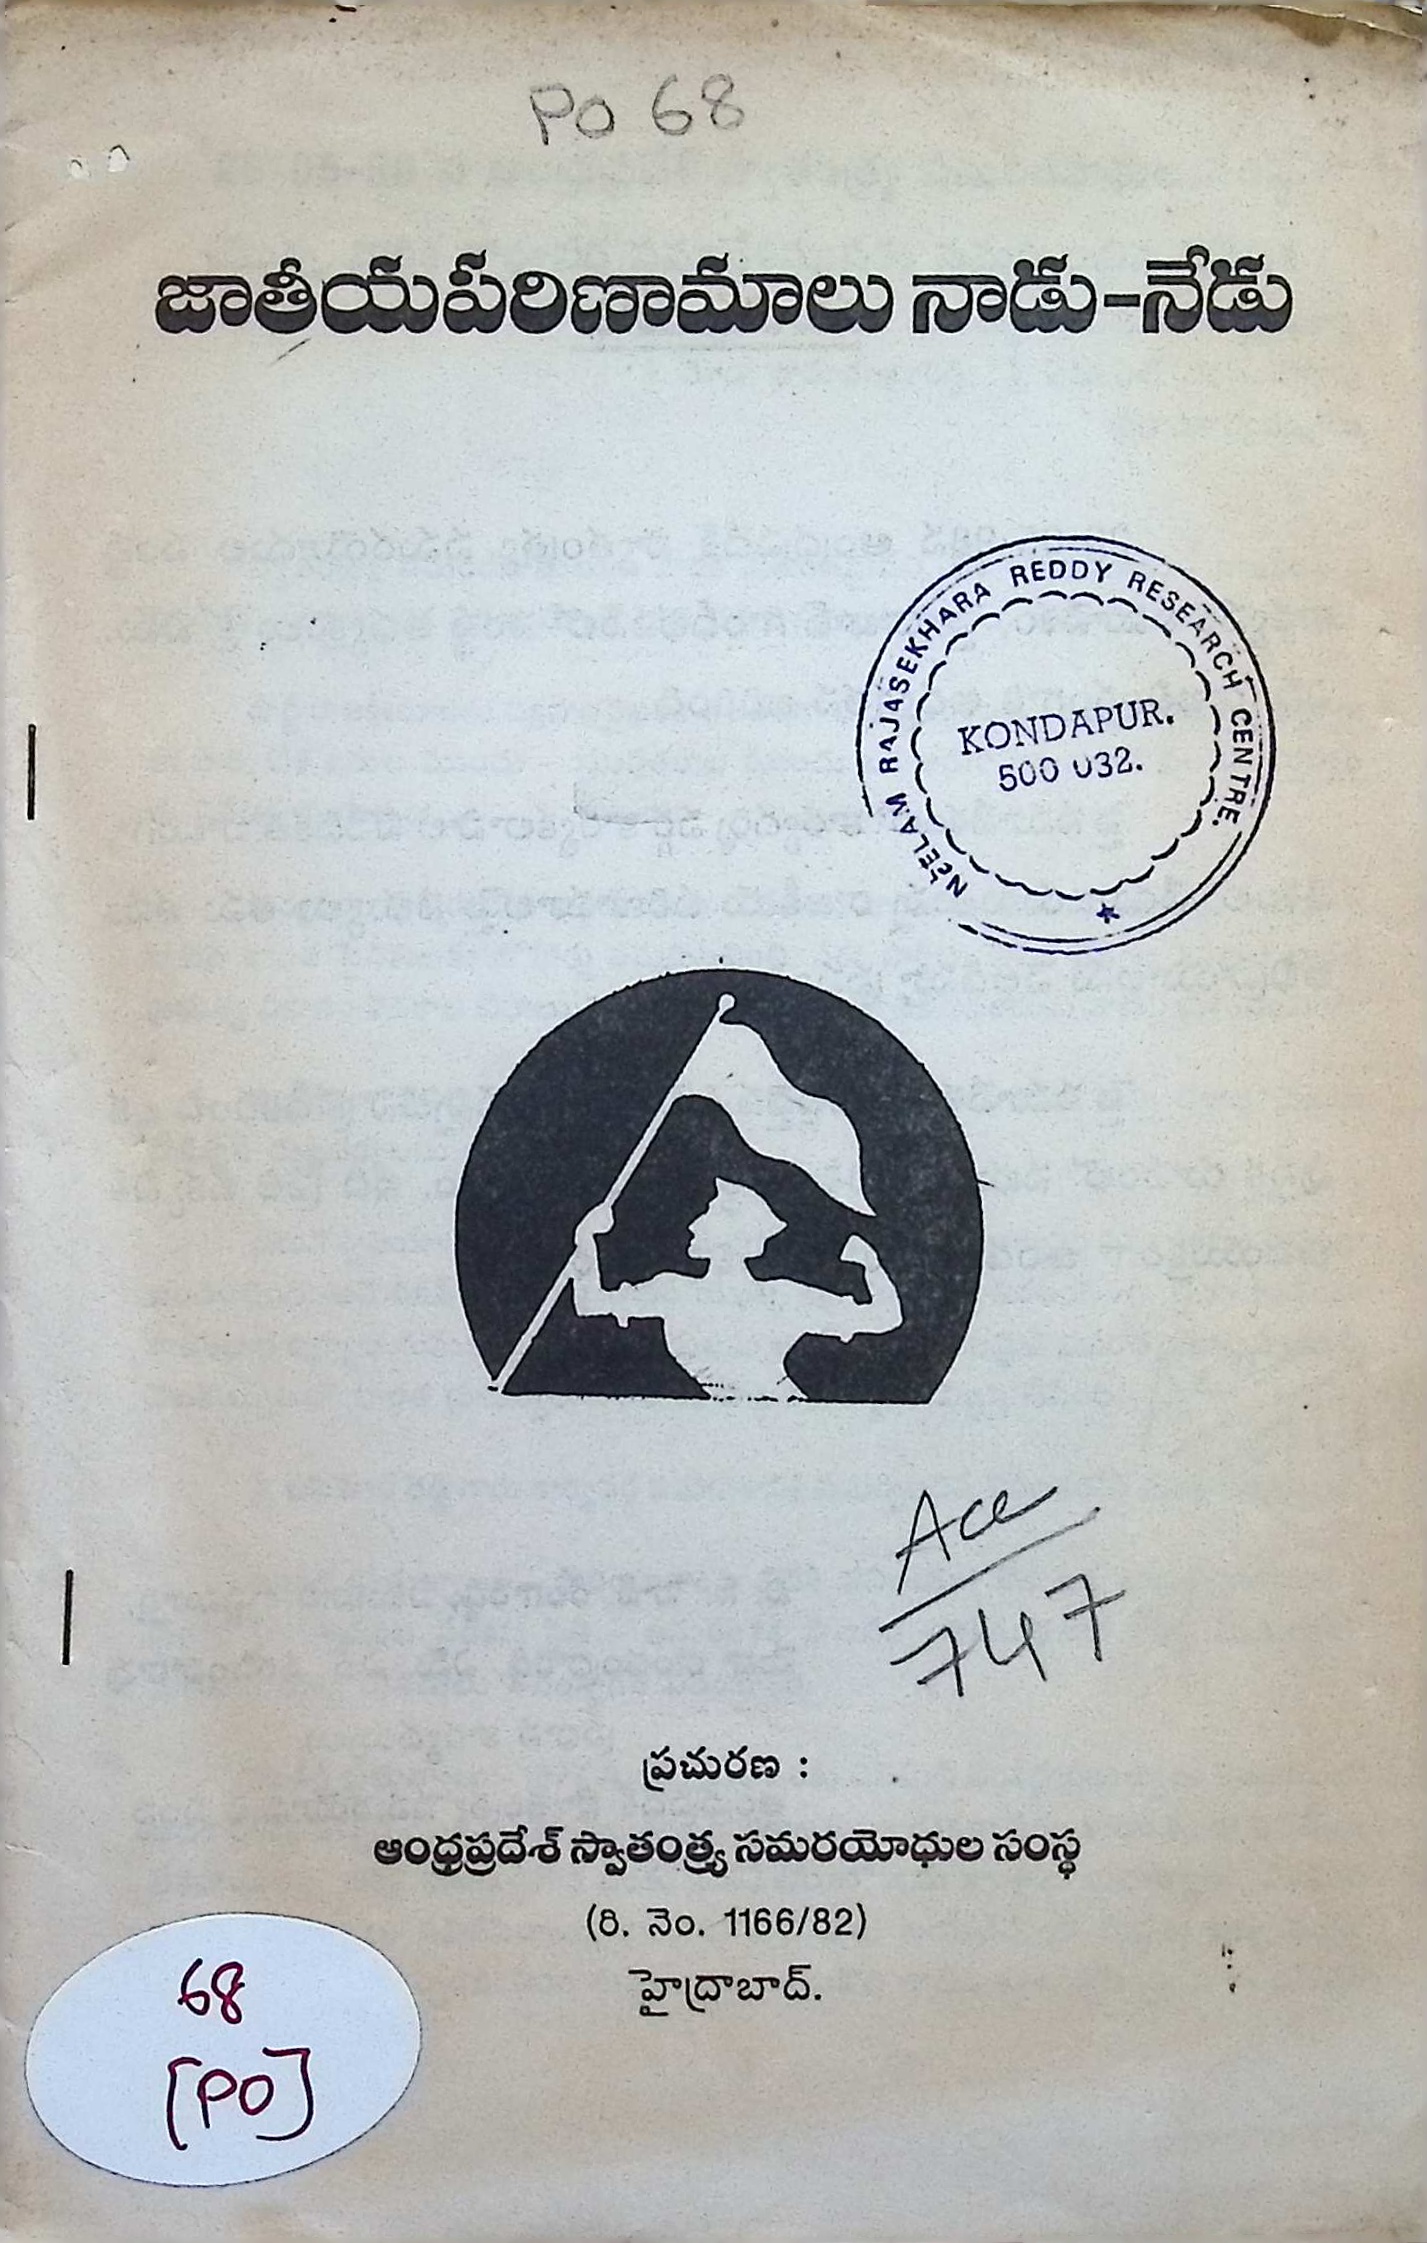 PO 68
జాతీయపరిణామాలు నాడు-నేడు
NEELAM RAJASEKHARA REDDY RESEARCH CENTRE.
KONDAPUR.
500 032.
Acc
747
ప్రచురణ :
ఆంధ్రప్రదేశ్ స్వాతంత్ర్య సమరయోధుల సంస్థ
(రి. నెం. 1166/82)
హైద్రాబాద్.
68
[PO]